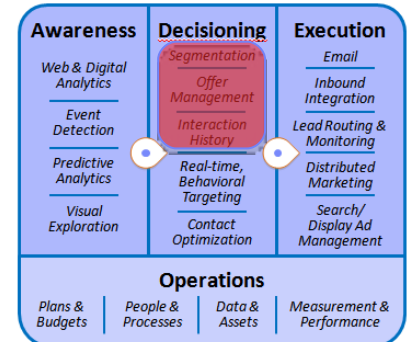 Awareness
Web & Digital
Analytics
Event
Detection
Predictive
Analytics
Visual
Exploration
Decisioning
Segmentation
Offer
Management
Interaction
History
Real-time,
Behavioral
Targeting
Contact
Optimization
Execution
Email
Inbound
Integration
Lead Routing &
Monitoring
Distributed
Marketing
Search/
Display Ad
Management
Operations
Plans &
Budgets
People &
Processes
Data &
Assets
Measurement &
Performance